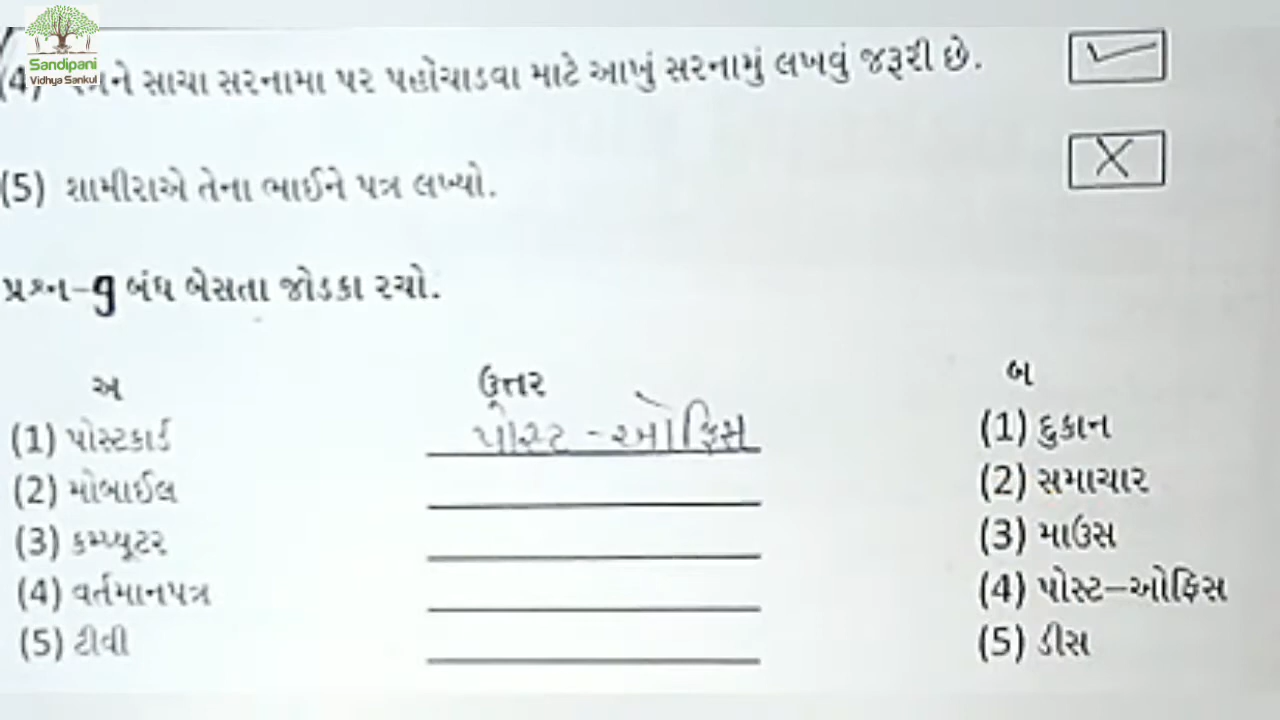 Sandipani
Vidhya Sankul
(4) સાચા સરનામા પર પહોંચાડવા માટે આખું સરનામું લખવું જરૂરી છે.
(5) શામીરાએ તેના ભાઈને પત્ર લખ્યો.
પ્રશ્ન-9 બંધ બેસતા જોડકા રચો.
અ ઉત્તર બ
(1) પોસ્ટકાર્ડ પોસ્ટ-ઓફિસ (1) દુકાન
(2) મોબાઈલ (2) સમાચાર
(3) કમ્પ્યૂટર (3) માઉસ
(4) વર્તમાનપત્ર (4) પોસ્ટ-ઓફિસ
(5) ટીવી (5) ડીસ